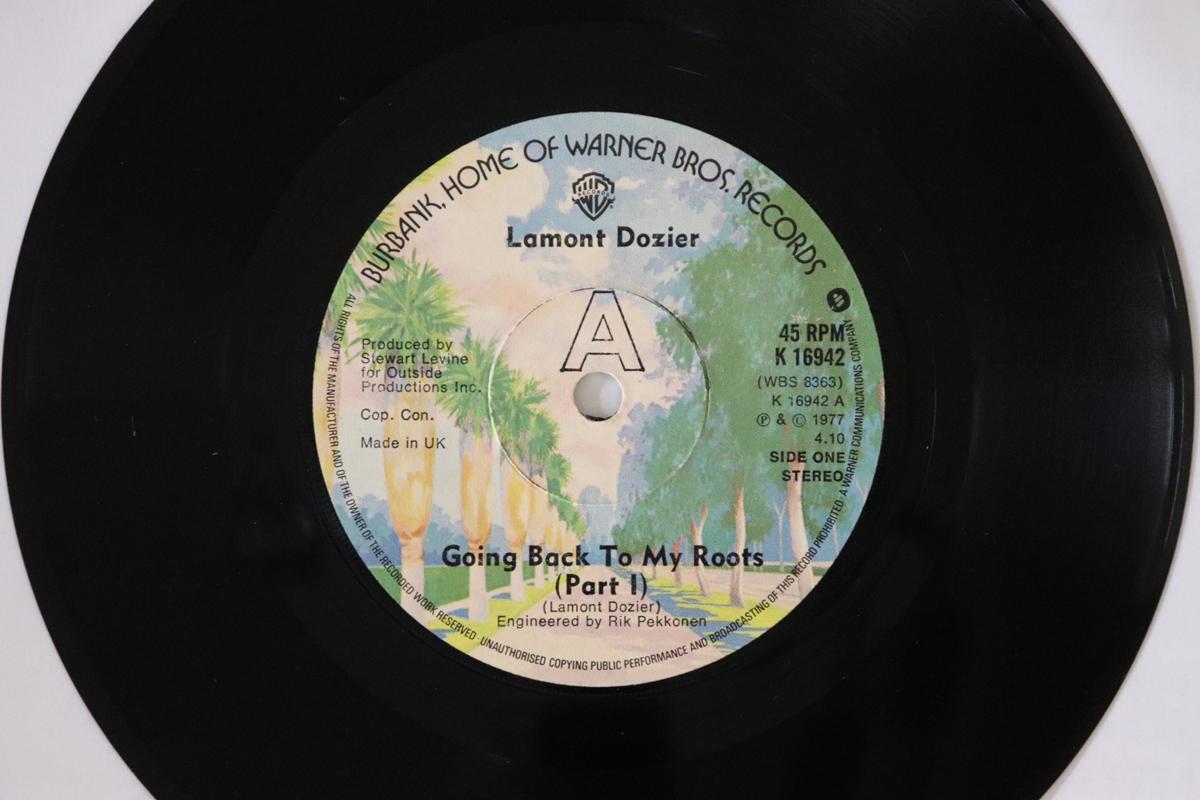 BURBANK, HOME OF WARNER BROS. RECORDS
RECORDS
Lamont Dozier
A
Produced by
Stewart Levine
for Outside
Productions Inc.
Cop. Con.
Made in UK
45 RPM
K 16942
(WBS 8363)
K 16942 A
Ⓟ & © 1977
4.10
SIDE ONE
STEREO
Going Back To My Roots
(Part I)
(Lamont Dozier)
Engineered by Rik Pekkonen
ALL RIGHTS OF THE MANUFACTURER AND OF THE OWNER OF THE RECORDED WORK RESERVED · UNAUTHORISED COPYING PUBLIC PERFORMANCE AND BROADCASTING OF THIS RECORD PROHIBITED · A WARNER COMMUNICATIONS COMPANY